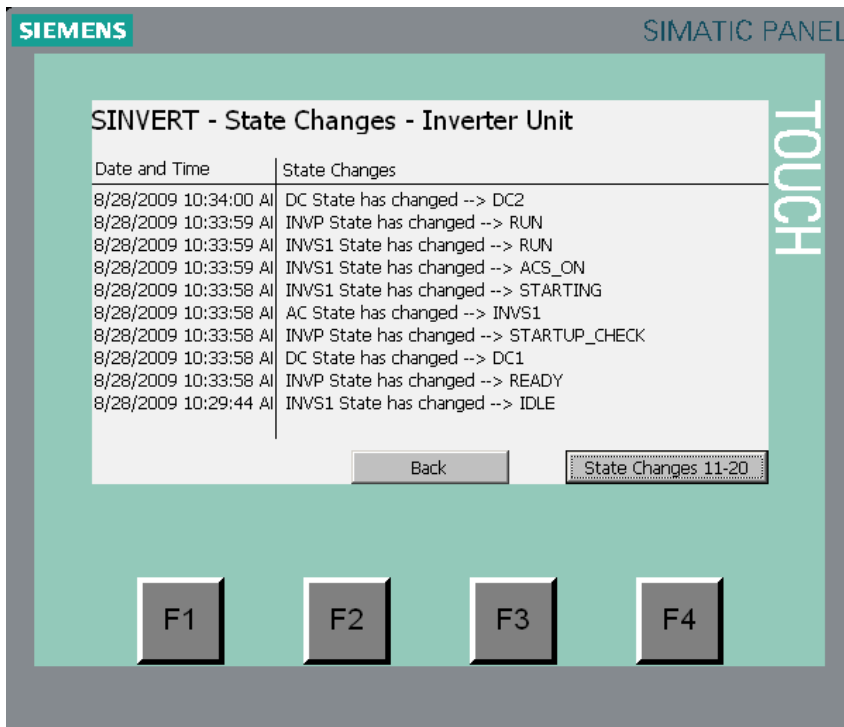 SIEMENS
SIMATIC PANEL
TOUCH
SINVERT - State Changes - Inverter Unit
Date and Time State Changes
8/28/2009 10:34:00 AI DC State has changed --> DC2
8/28/2009 10:33:59 AI INVP State has changed --> RUN
8/28/2009 10:33:59 AI INVS1 State has changed --> RUN
8/28/2009 10:33:59 AI INVS1 State has changed --> ACS_ON
8/28/2009 10:33:58 AI INVS1 State has changed --> STARTING
8/28/2009 10:33:58 AI AC State has changed --> INVS1
8/28/2009 10:33:58 AI INVP State has changed --> STARTUP_CHECK
8/28/2009 10:33:58 AI DC State has changed --> DC1
8/28/2009 10:33:58 AI INVP State has changed --> READY
8/28/2009 10:29:44 AI INVS1 State has changed --> IDLE
Back State Changes 11-20
F1 F2 F3 F4